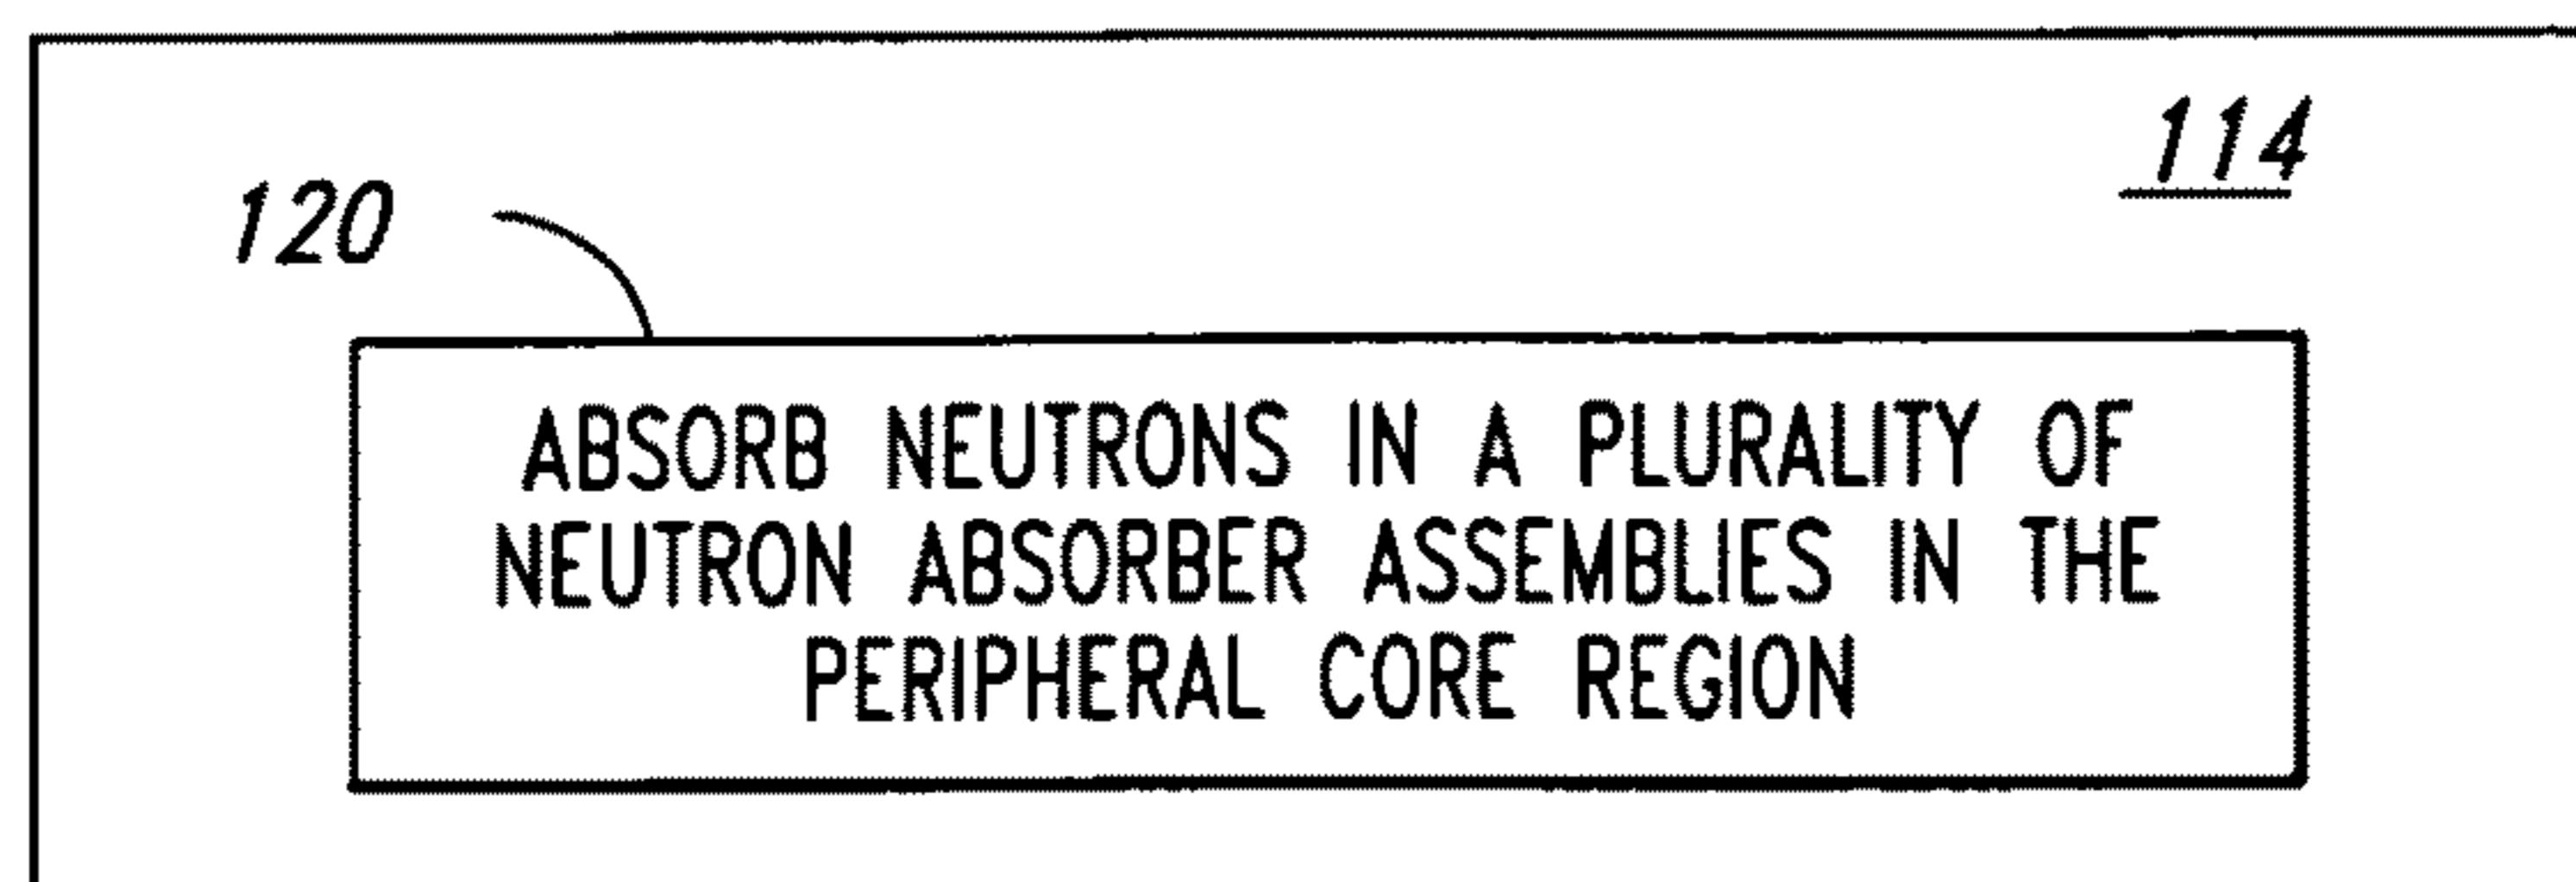 114
120
ABSORB NEUTRONS IN A PLURALITY OF
NEUTRON ABSORBER ASSEMBLIES IN THE
PERIPHERAL CORE REGION